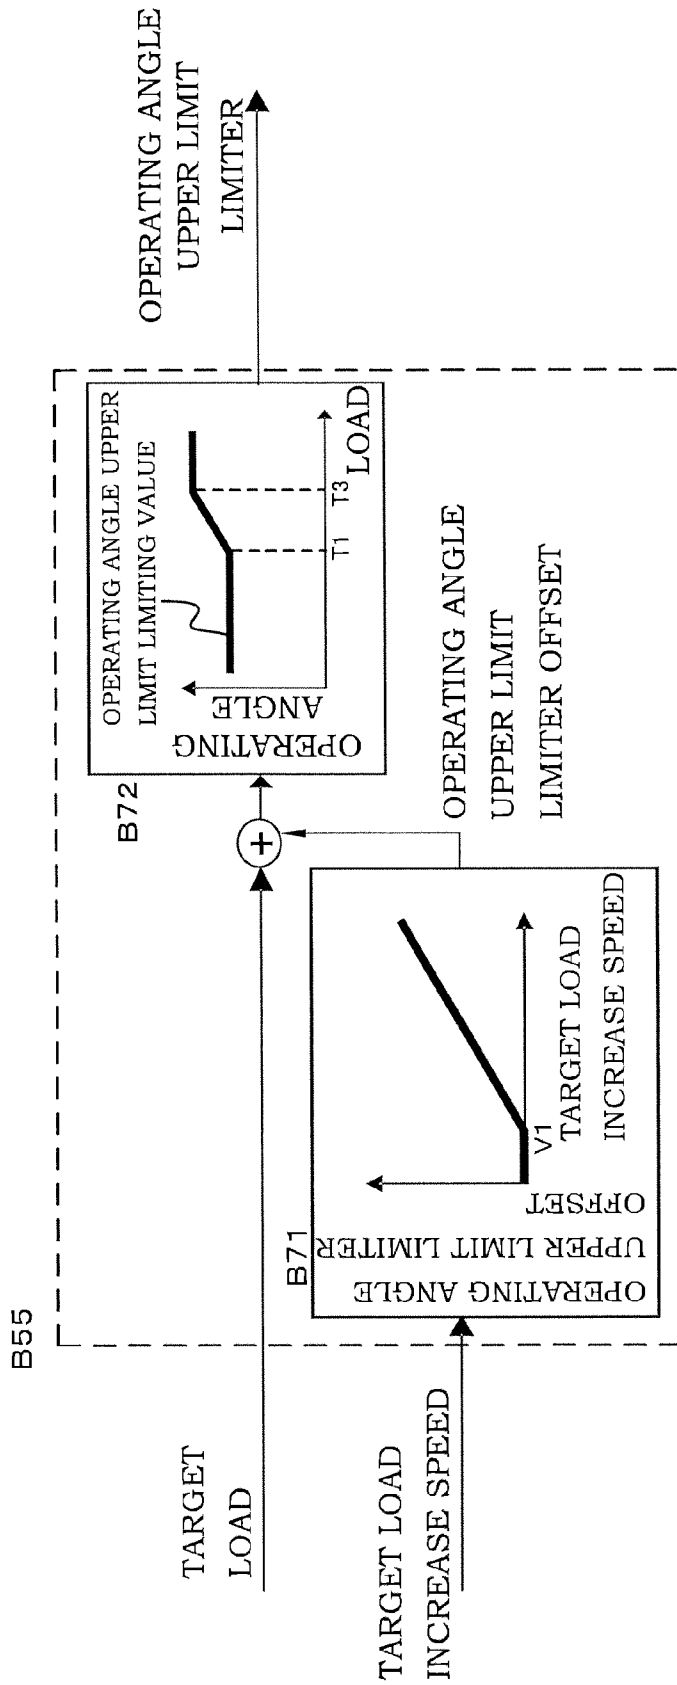 B55
TARGET
LOAD
TARGET LOAD
INCREASE SPEED
B71
OPERATING ANGLE
UPPER LIMIT LIMITER
OFFSET
V1
TARGET LOAD
INCREASE SPEED
+
OPERATING ANGLE
UPPER LIMIT
LIMITER OFFSET
B72
OPERATING ANGLE UPPER
LIMIT LIMITING VALUE
OPERATING
ANGLE
T1
T3
LOAD
OPERATING ANGLE
UPPER LIMIT
LIMITER